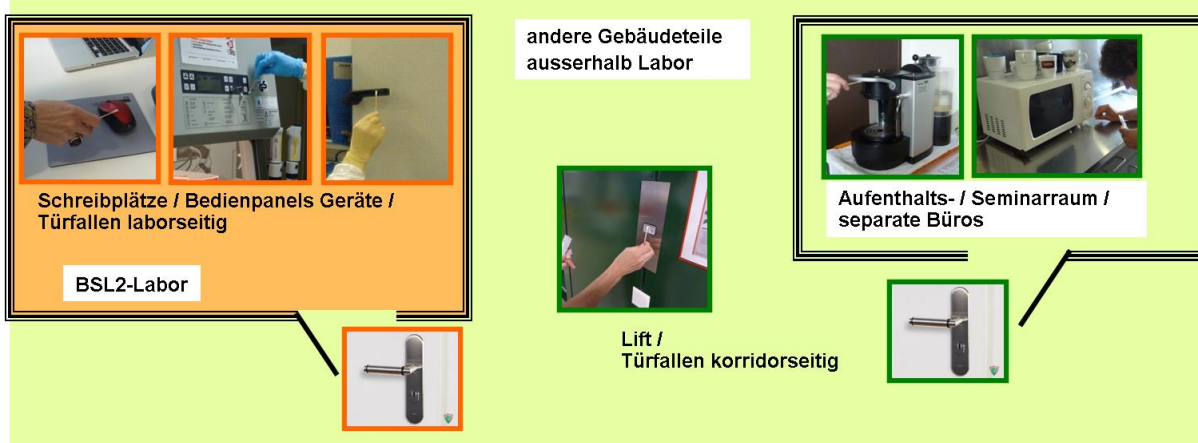 andere Gebäudeteile
ausserhalb Labor
Schreibplätze / Bedienpanels Geräte /
Türfallen laborseitig
BSL2-Labor
Aufenthalts- / Seminarraum /
separate Büros
Lift /
Türfallen korridorseitig